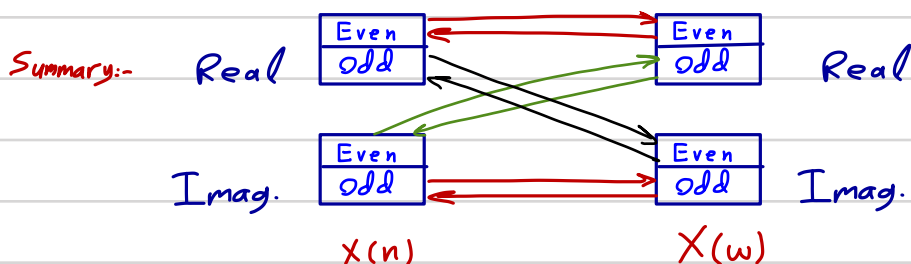 Summary:-
Real
Even
Odd
Even
Odd
Real
Imag.
Even
Odd
Even
Odd
Imag.
X(n)
X(ω)